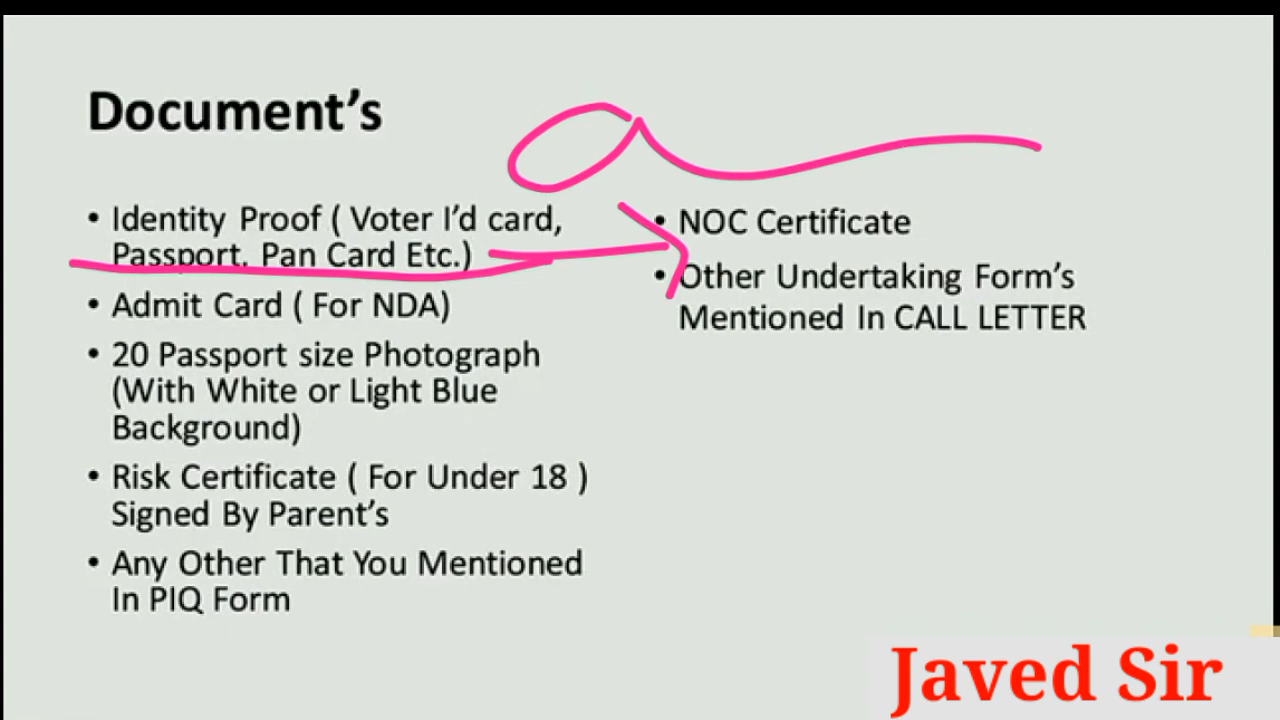 Document’s
• Identity Proof ( Voter I’d card,
Passport, Pan Card Etc.)
• Admit Card ( For NDA)
• 20 Passport size Photograph
(With White or Light Blue
Background)
• Risk Certificate ( For Under 18 )
Signed By Parent’s
• Any Other That You Mentioned
In PIQ Form
• NOC Certificate
• Other Undertaking Form’s
Mentioned In CALL LETTER
Javed Sir